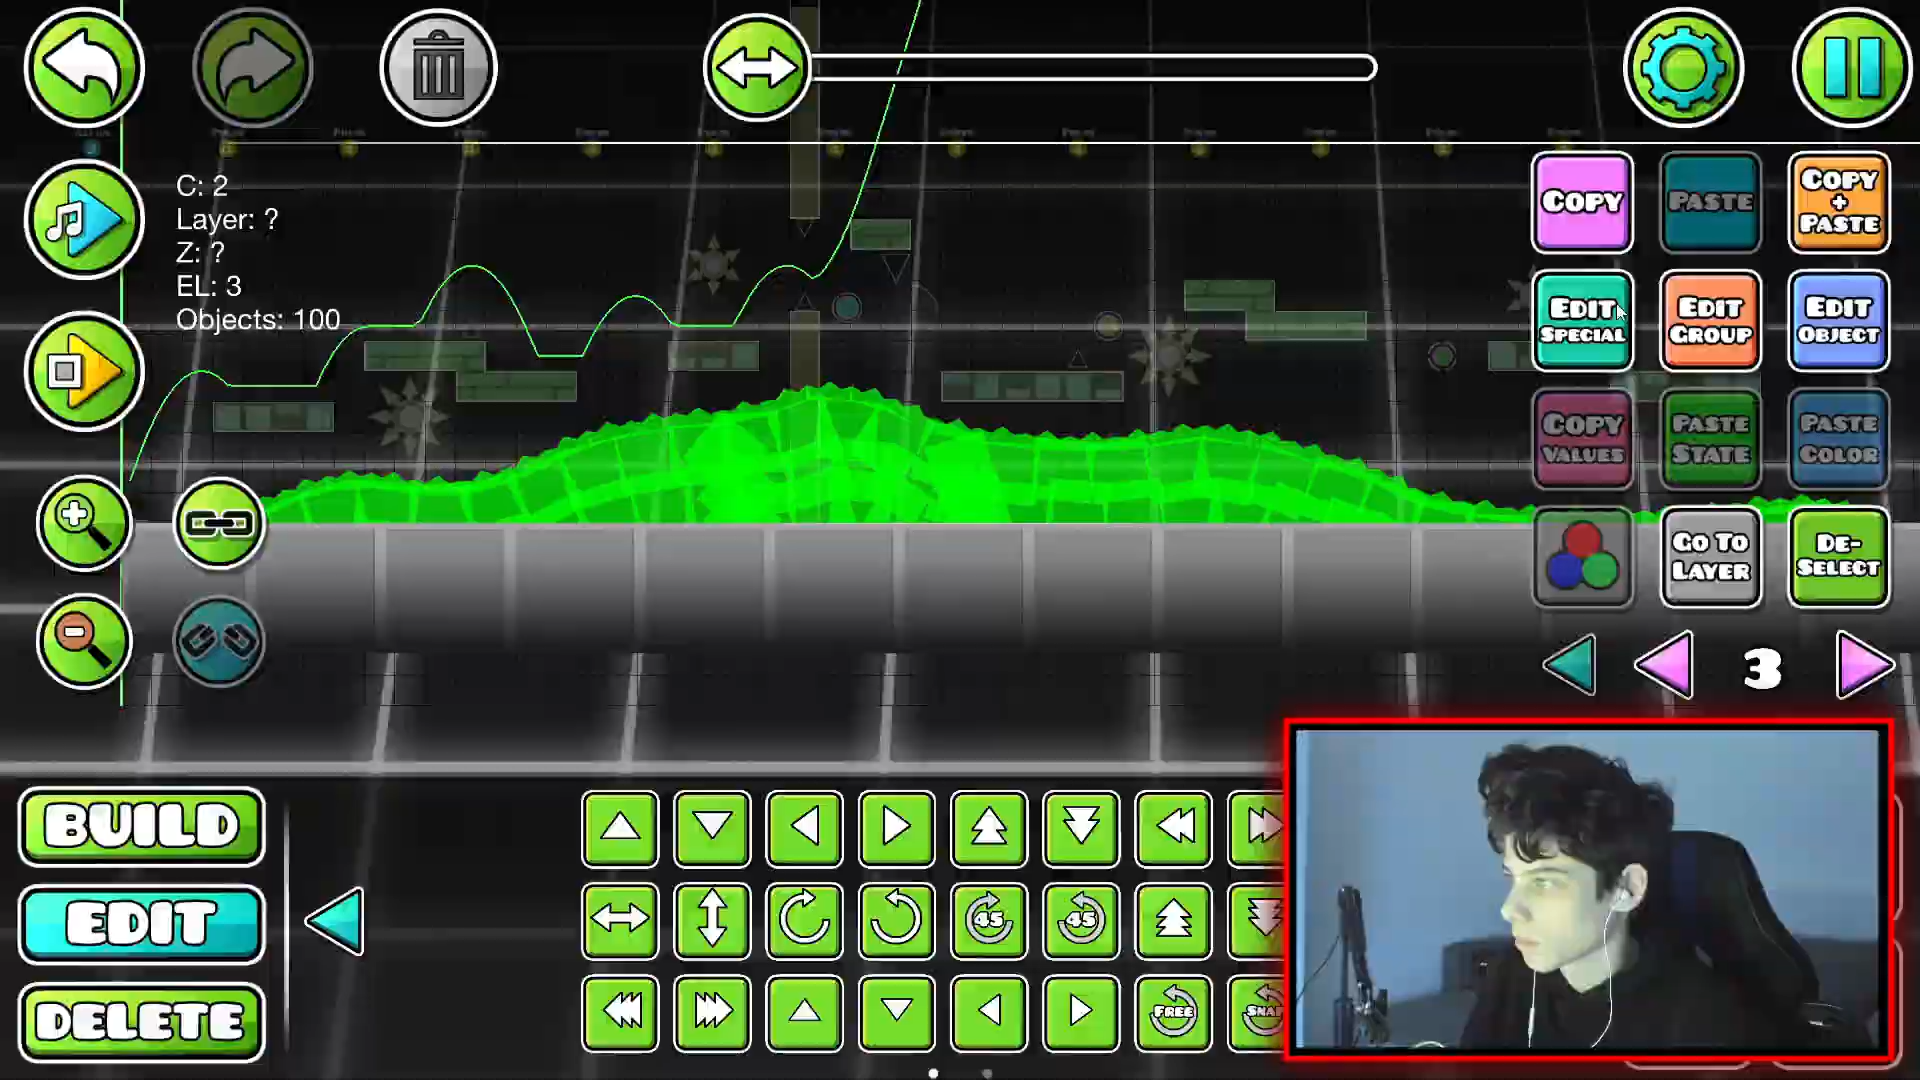 C: 2
Layer: ?
Z: ?
EL: 3
Objects: 100
COPY
PASTE
COPY
+
PASTE
EDIT
SPECIAL
EDIT
GROUP
EDIT
OBJECT
COPY
VALUES
PASTE
STATE
PASTE
COLOR
GO TO
LAYER
DE-
SELECT
3
BUILD
EDIT
DELETE
45
45
FREE
SNAP